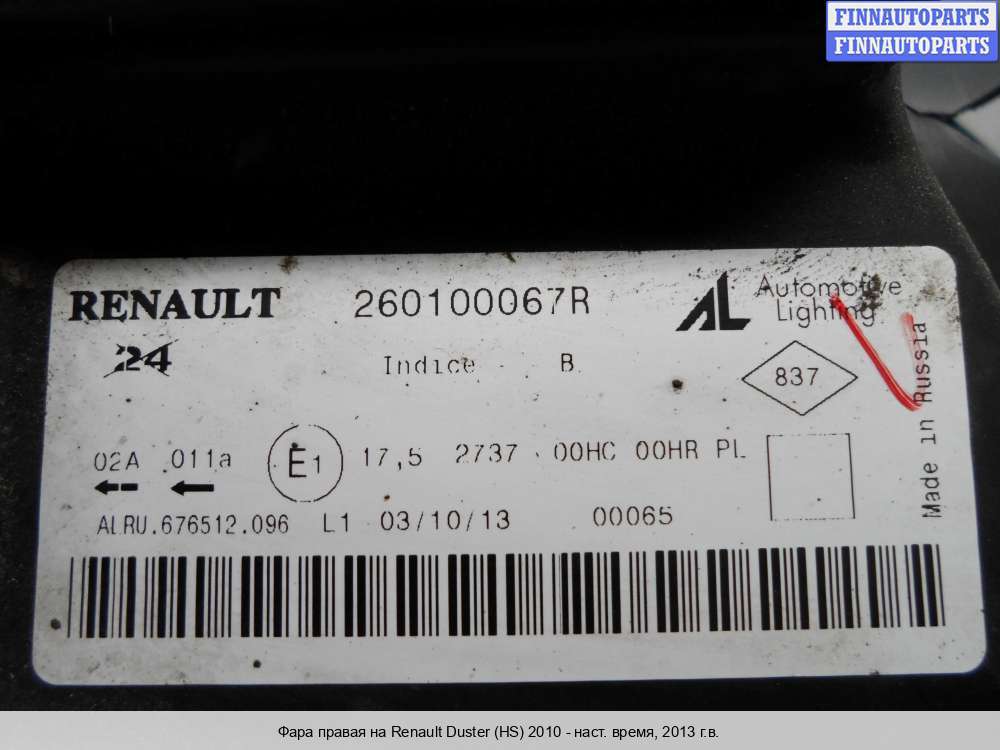 FINNAUTOPARTS
FINNAUTOPARTS
RENAULT 260100067R AL Automotive
Lighting
24 Indice B
837
02A 011a E1 17,5 2737 00HC 00HR PL
ALRU.676512.096 L1 03/10/13 00065
Made in Russia
Фара правая на Renault Duster (HS) 2010 - наст. время, 2013 г.в.